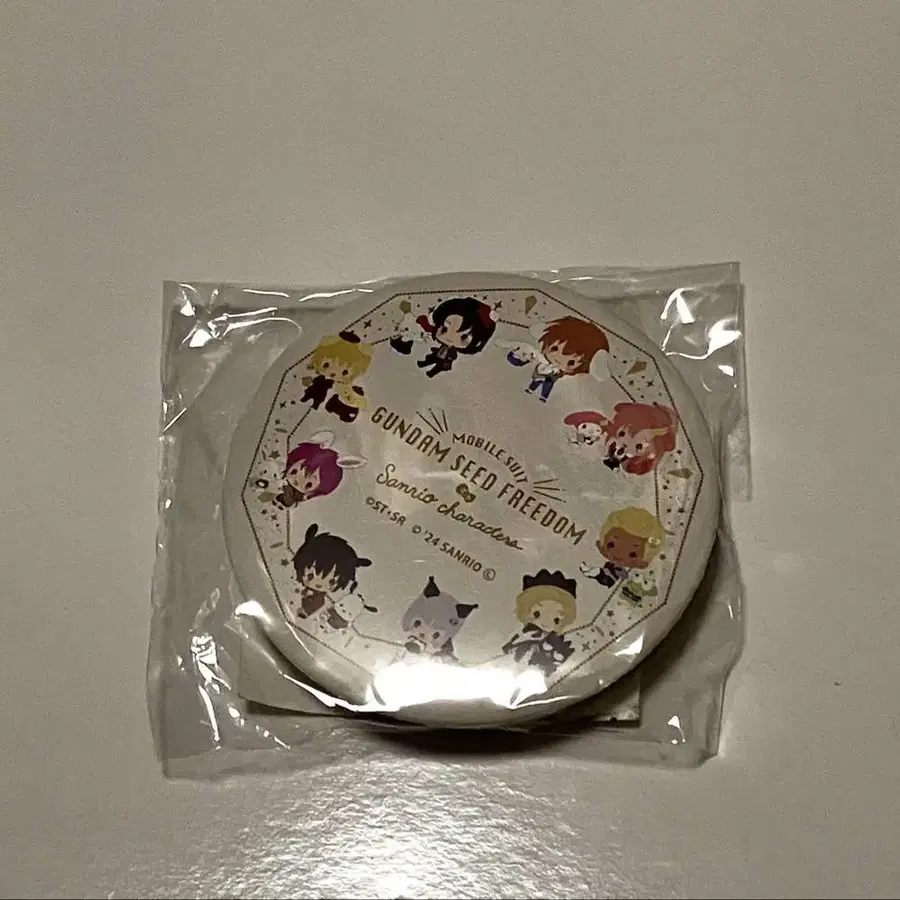 MOBILE SUIT
GUNDAM SEED FREEDOM
Sanrio characters
©ST・SR ©'24 SANRIO Ⓛ